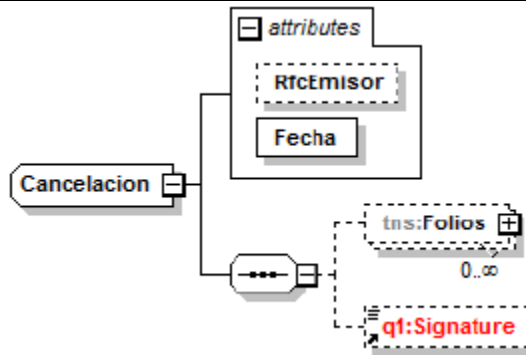 attributes
RfcEmisor
Fecha
Cancelacion
tns:Folios
0..∞
q1:Signature